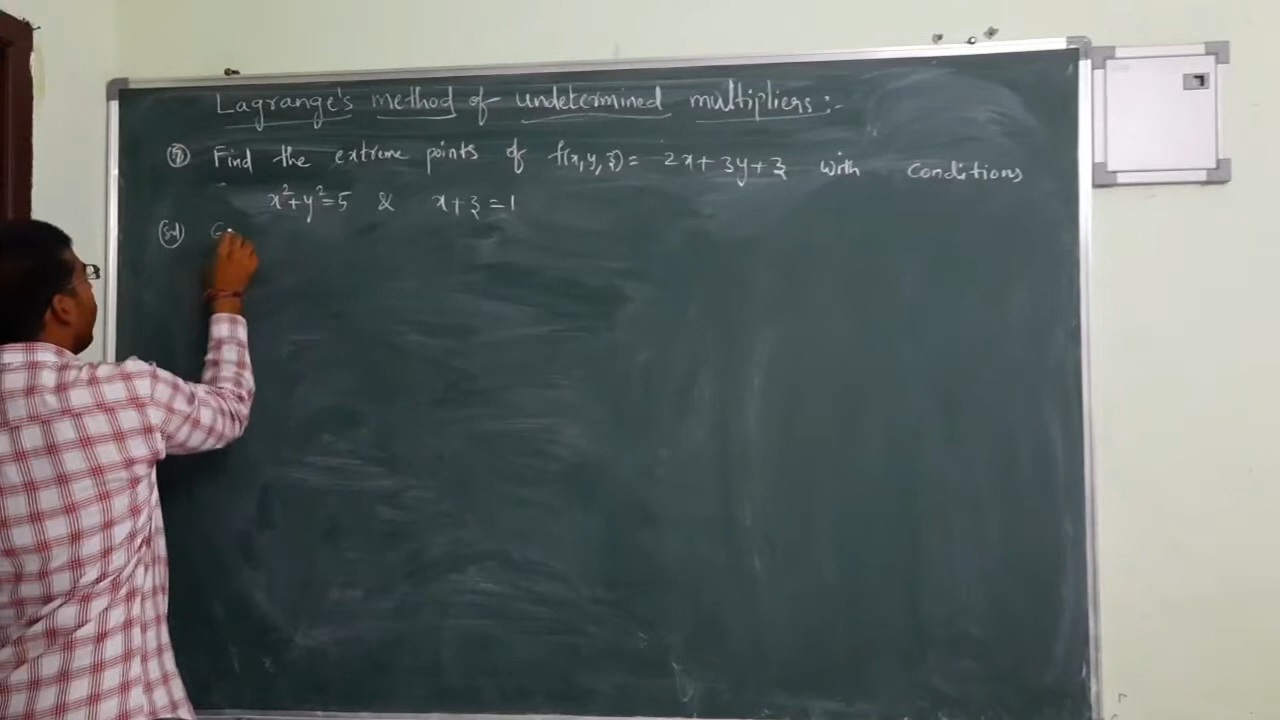 Lagrange's method of undetermined multipliers :-
⑨ Find the extreme points of f(x,y,z) = 2x+3y+z with conditions
x²+y²=5 & x+z=1
Sol G